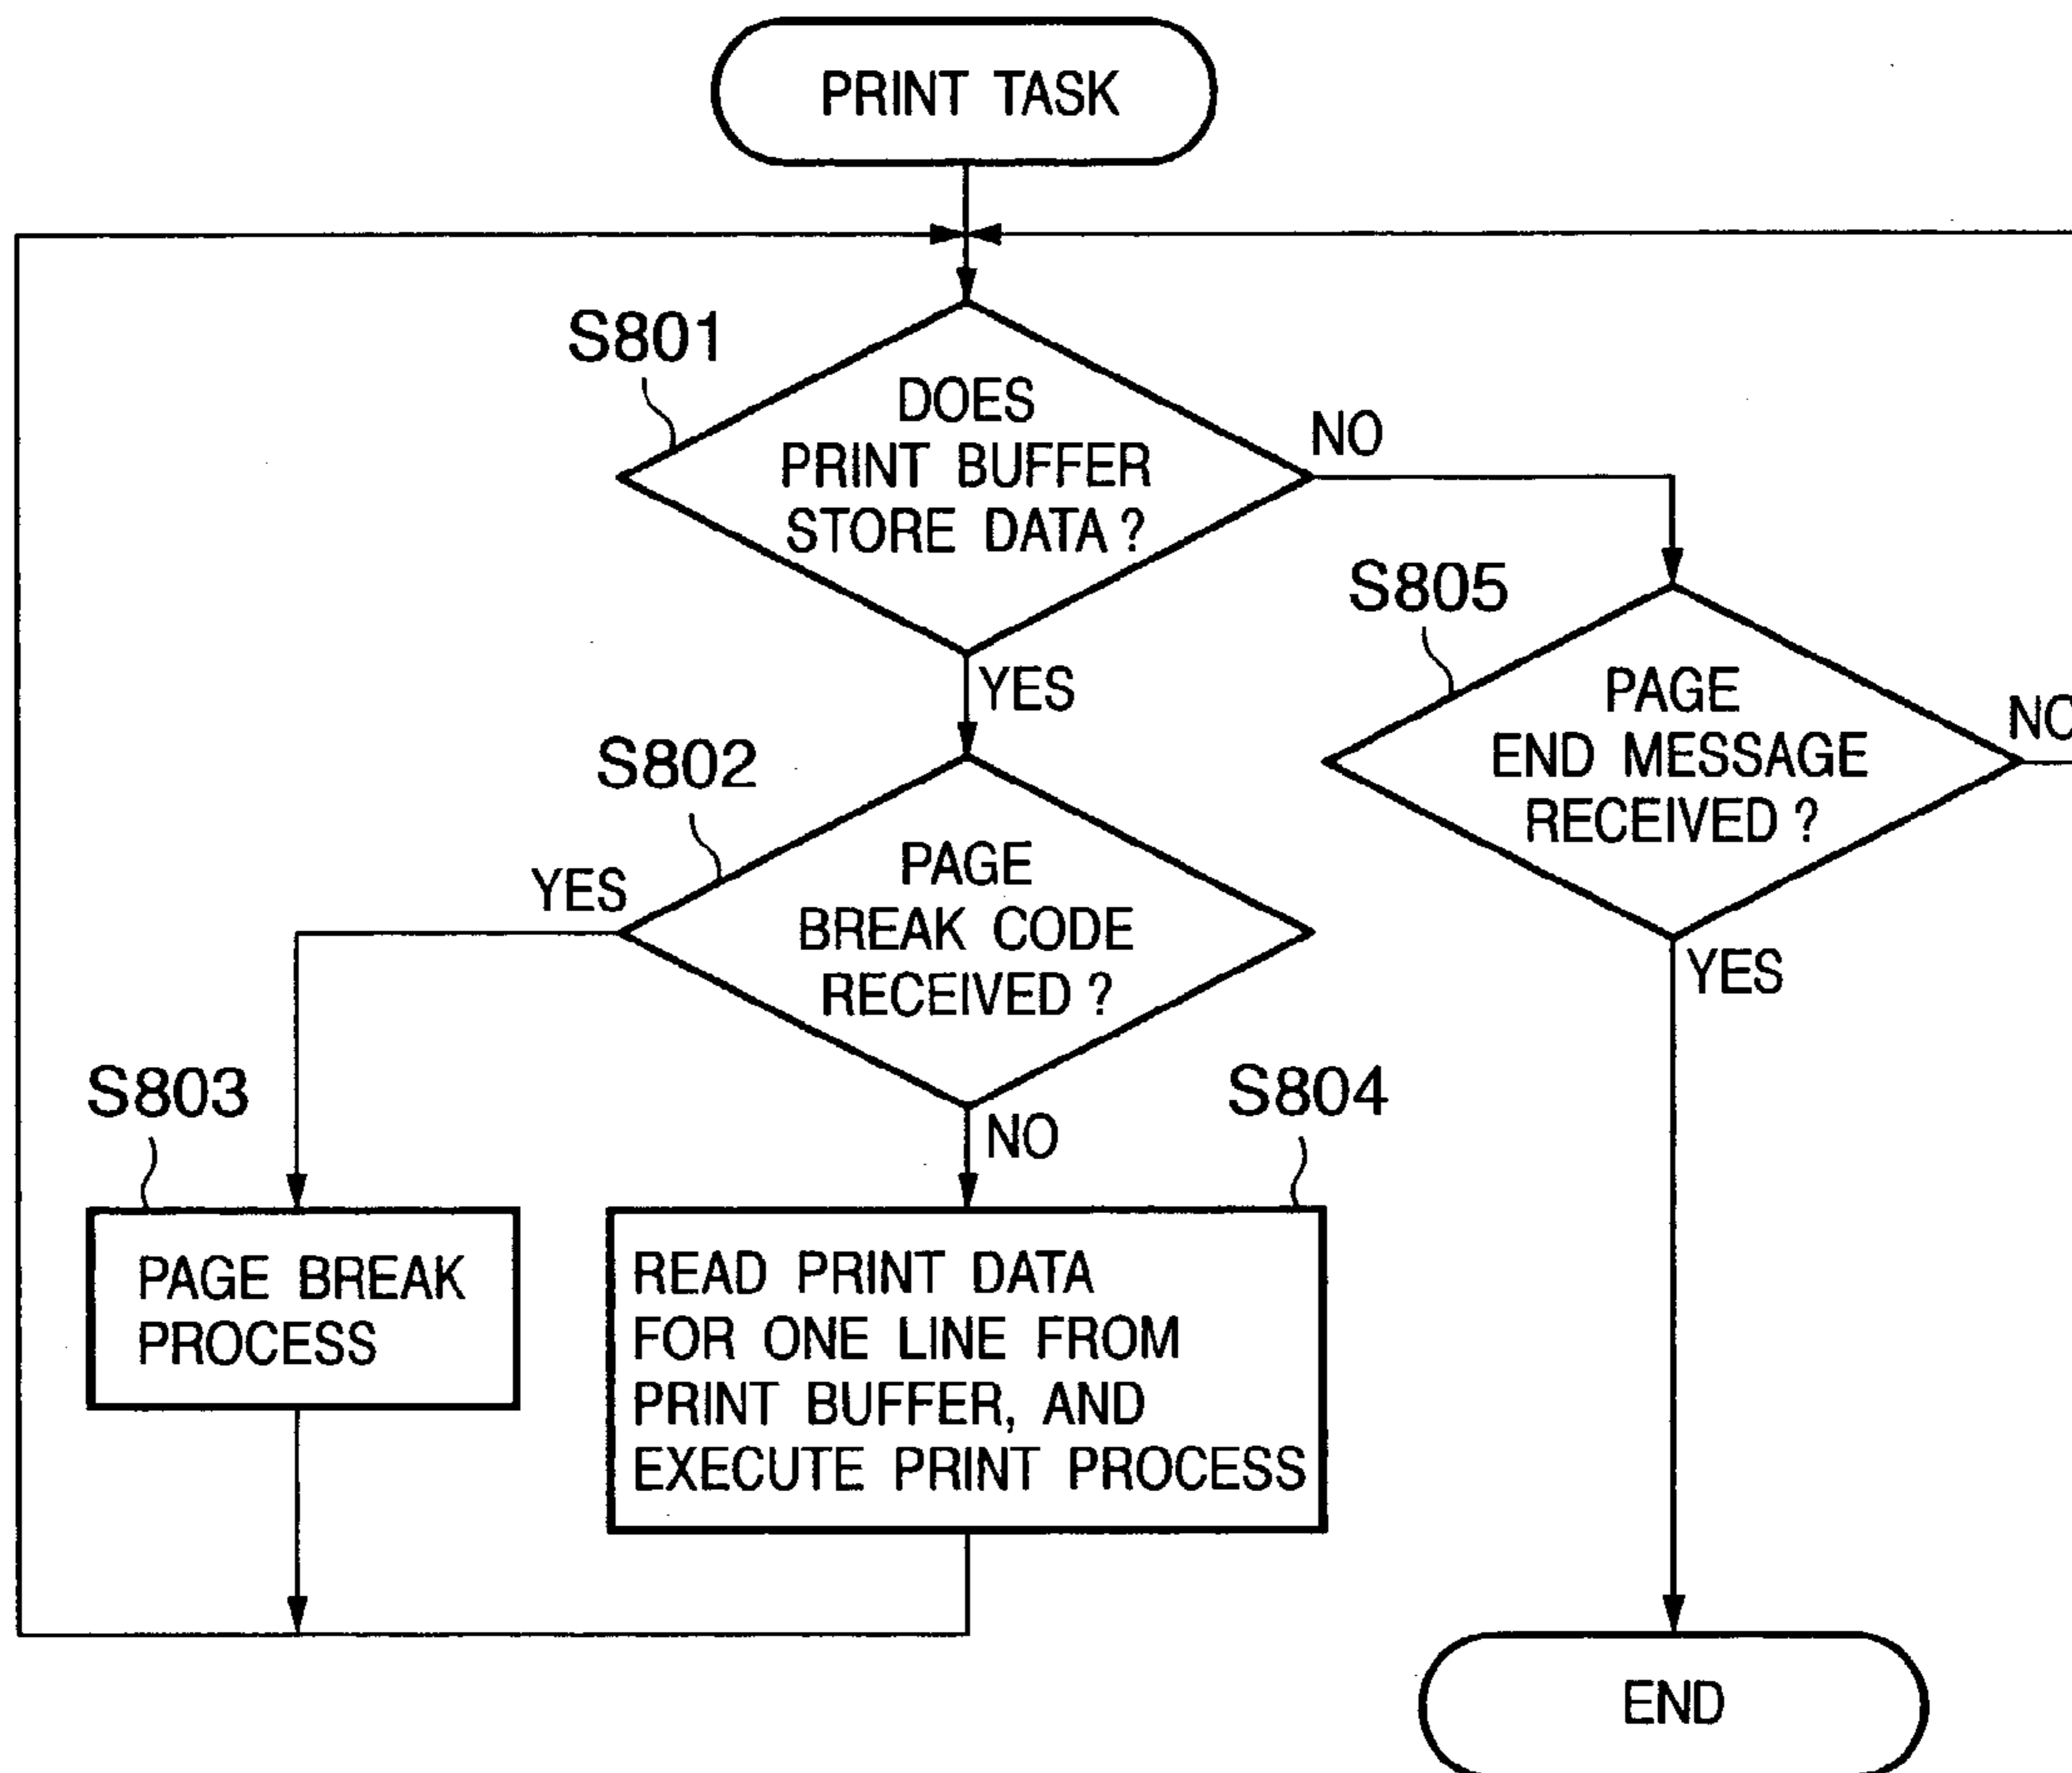 PRINT TASK
S801
DOES
PRINT BUFFER
STORE DATA ?
NO
YES
S805
PAGE
END MESSAGE
RECEIVED ?
NO
YES
S802
PAGE
BREAK CODE
RECEIVED ?
YES
NO
S803
PAGE BREAK
PROCESS
S804
READ PRINT DATA
FOR ONE LINE FROM
PRINT BUFFER, AND
EXECUTE PRINT PROCESS
END